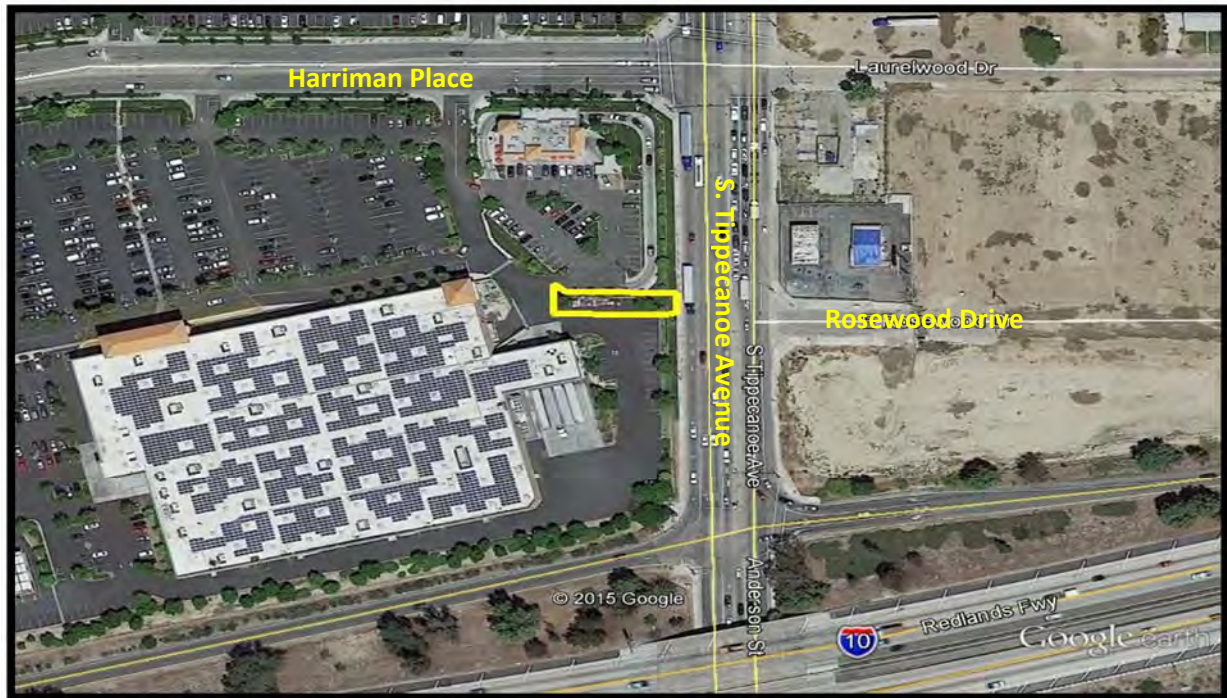 Harriman Place
Laurelwood Dr
S. Tippecanoe Avenue
Rosewood Drive
S Tippecanoe Ave
Anderson St
© 2015 Google
Redlands Fwy
10
Google earth